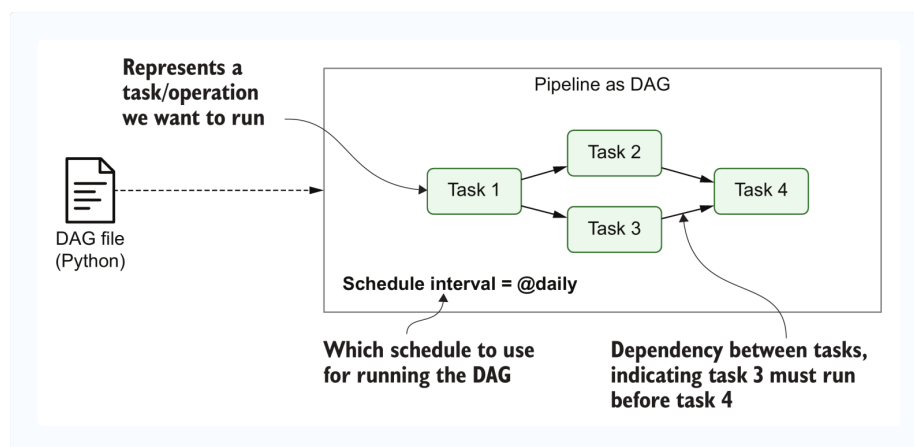 Represents a
task/operation
we want to run
Pipeline as DAG
Task 1
Task 2
Task 3
Task 4
DAG file
(Python)
Schedule interval = @daily
Which schedule to use
for running the DAG
Dependency between tasks,
indicating task 3 must run
before task 4